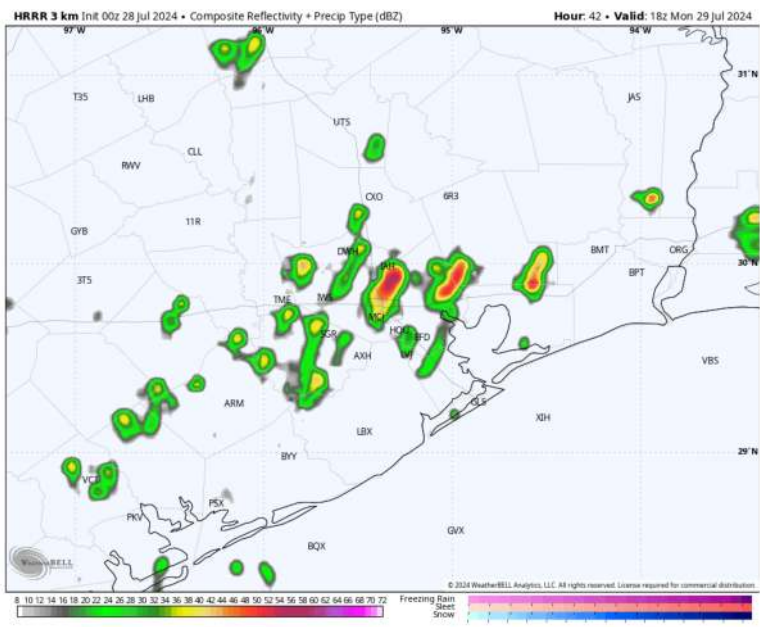 HRRR 3 km Init 00z 28 Jul 2024 • Composite Reflectivity + Precip Type (dBZ) Hour: 42 • Valid: 18z Mon 29 Jul 2024
97°W 96°W 95°W 94°W
31°N
T35 LHB JAS
UTS
CLL
RWV
CXO 6R3
11R
GYB
DWH BMT ORG
30°N
IAH
3T5 BPT
TME IWS
MCJ
SGR HOU EFD
AXH LVJ
VBS
ARM GLS
LBX XIH
29°N
BYY
VCT
PSX
PKV
GVX
BQX
WeatherBELL
© 2024 WeatherBELL Analytics, LLC. All rights reserved. License required for commercial distribution.
8 10 12 14 16 18 20 22 24 26 28 30 32 34 36 38 40 42 44 46 48 50 52 54 56 58 60 62 64 66 68 70 72
Freezing Rain
Sleet
Snow